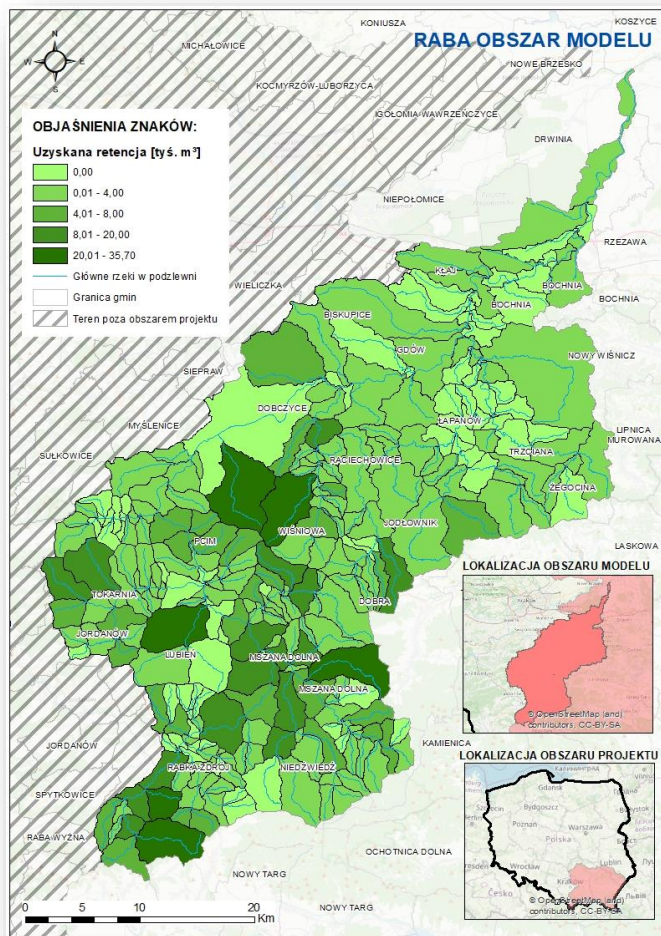 KONIUSZA
KOSZYCE
RABA OBSZAR MODELU
MICHAŁOWICE
NOWE BRZESKO
N
W
E
S
KOCMYRZÓW-LUBORZYCA
IGOŁOMIA-WAWRZEŃCZYCE
OBJAŚNIENIA ZNAKÓW:
DRWINIA
Uzyskana retencja [tyś. m³]
0,00
0,01 - 4,00
4,01 - 8,00
8,01 - 20,00
20,01 - 35,70
Główne rzeki w podzlewni
Granica gmin
Teren poza obszarem projektu
NIEPOŁOMICE
RZEZAWA
KŁAJ
WIELICZKA
BOCHNIA
BOCHNIA
BOCHNIA
BISKUPICE
GDÓW
NOWY WIŚNICZ
SIEPRAW
DOBCZYCE
MYŚLENICE
ŁAPANÓW
LIPNICA
MUROWANA
SUŁKOWICE
TRZCIANA
RACIECHOWICE
ŻEGOCINA
WIŚNIOWA
JODŁOWNIK
PCIM
LASKOWA
LOKALIZACJA OBSZARU MODELU
TOKARNIA
DOBRA
JORDANÓW
LUBIEŃ
MSZANA DOLNA
MSZANA DOLNA
© OpenStreetMap (and)
contributors, CC-BY-SA
JORDANÓW
KAMIENICA
LOKALIZACJA OBSZARU PROJEKTU
RABKA ZDRÓJ
NIEDŹWIEDŹ
SPYTKOWICE
RABA WYŻNA
Gdańsk
Bydgoszcz
Poznań
Warszawa
Polska
Wrocław
Lublin
Kraków
Česko
Львів
OCHOTNICA DOLNA
NOWY TARG
NOWY TARG
© OpenStreetMap (and)
contributors, CC-BY-SA
0 5 10 20
Km